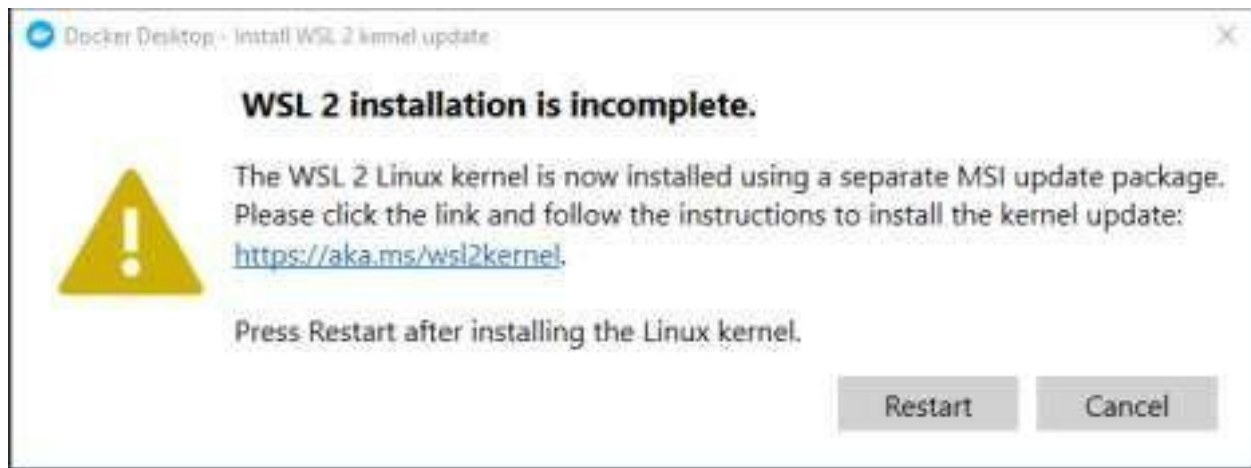 Docker Desktop - Install WSL 2 kernel update
WSL 2 installation is incomplete.
The WSL 2 Linux kernel is now installed using a separate MSI update package.
Please click the link and follow the instructions to install the kernel update:
https://aka.ms/wsl2kernel.
Press Restart after installing the Linux kernel.
Restart
Cancel